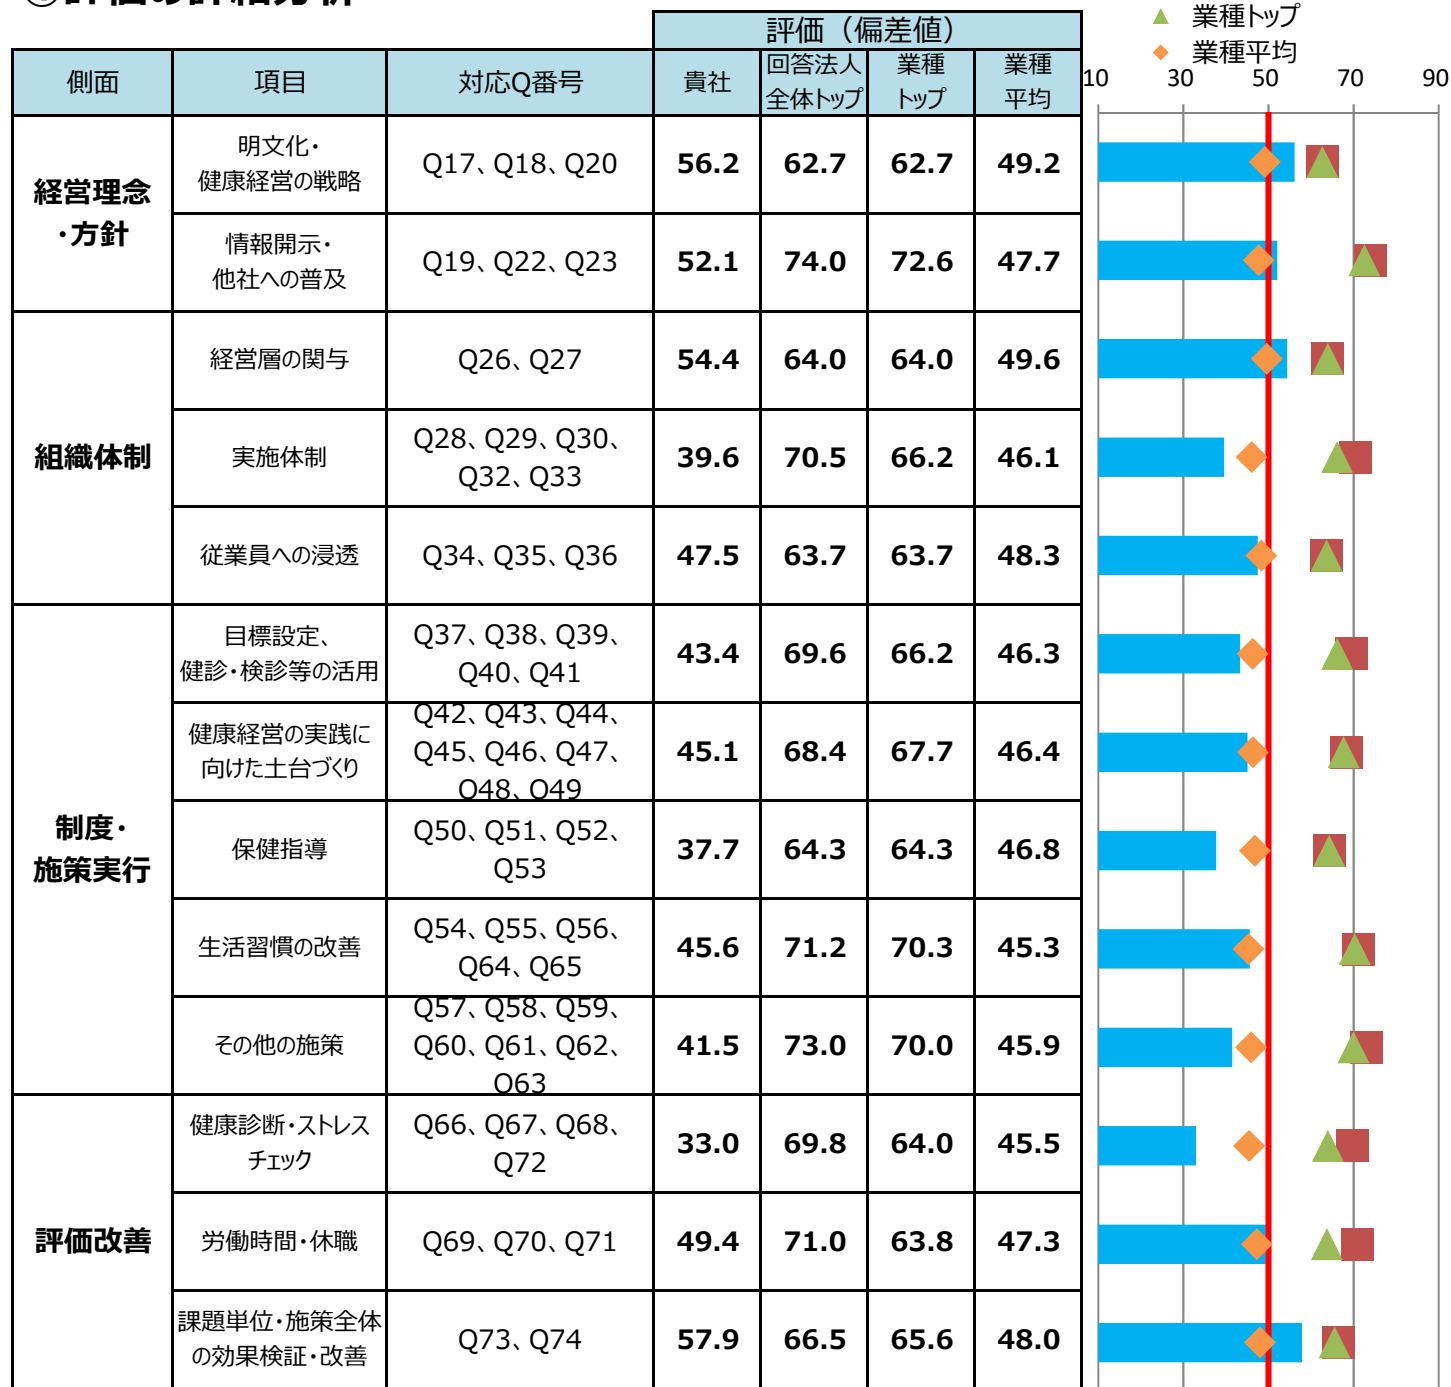 評価（偏差値）
▲ 業種トップ
◆ 業種平均
側面 項目 対応Q番号 貴社 回答法人 業種 業種
全体トップ トップ 平均
10 30 50 70 90
経営理念
・方針
明文化・
健康経営の戦略
Q17、Q18、Q20 56.2 62.7 62.7 49.2
情報開示・
他社への普及
Q19、Q22、Q23 52.1 74.0 72.6 47.7
組織体制
経営層の関与 Q26、Q27 54.4 64.0 64.0 49.6
実施体制
Q28、Q29、Q30、
Q32、Q33
39.6 70.5 66.2 46.1
従業員への浸透 Q34、Q35、Q36 47.5 63.7 63.7 48.3
制度・
施策実行
目標設定、
健診・検診等の活用
Q37、Q38、Q39、
Q40、Q41
43.4 69.6 66.2 46.3
健康経営の実践に
向けた土台づくり
Q42、Q43、Q44、
Q45、Q46、Q47、
Q48、Q49
45.1 68.4 67.7 46.4
保健指導
Q50、Q51、Q52、
Q53
37.7 64.3 64.3 46.8
生活習慣の改善
Q54、Q55、Q56、
Q64、Q65
45.6 71.2 70.3 45.3
その他の施策
Q57、Q58、Q59、
Q60、Q61、Q62、
Q63
41.5 73.0 70.0 45.9
評価改善
健康診断・ストレス
チェック
Q66、Q67、Q68、
Q72
33.0 69.8 64.0 45.5
労働時間・休職 Q69、Q70、Q71 49.4 71.0 63.8 47.3
課題単位・施策全体
の効果検証・改善
Q73、Q74 57.9 66.5 65.6 48.0